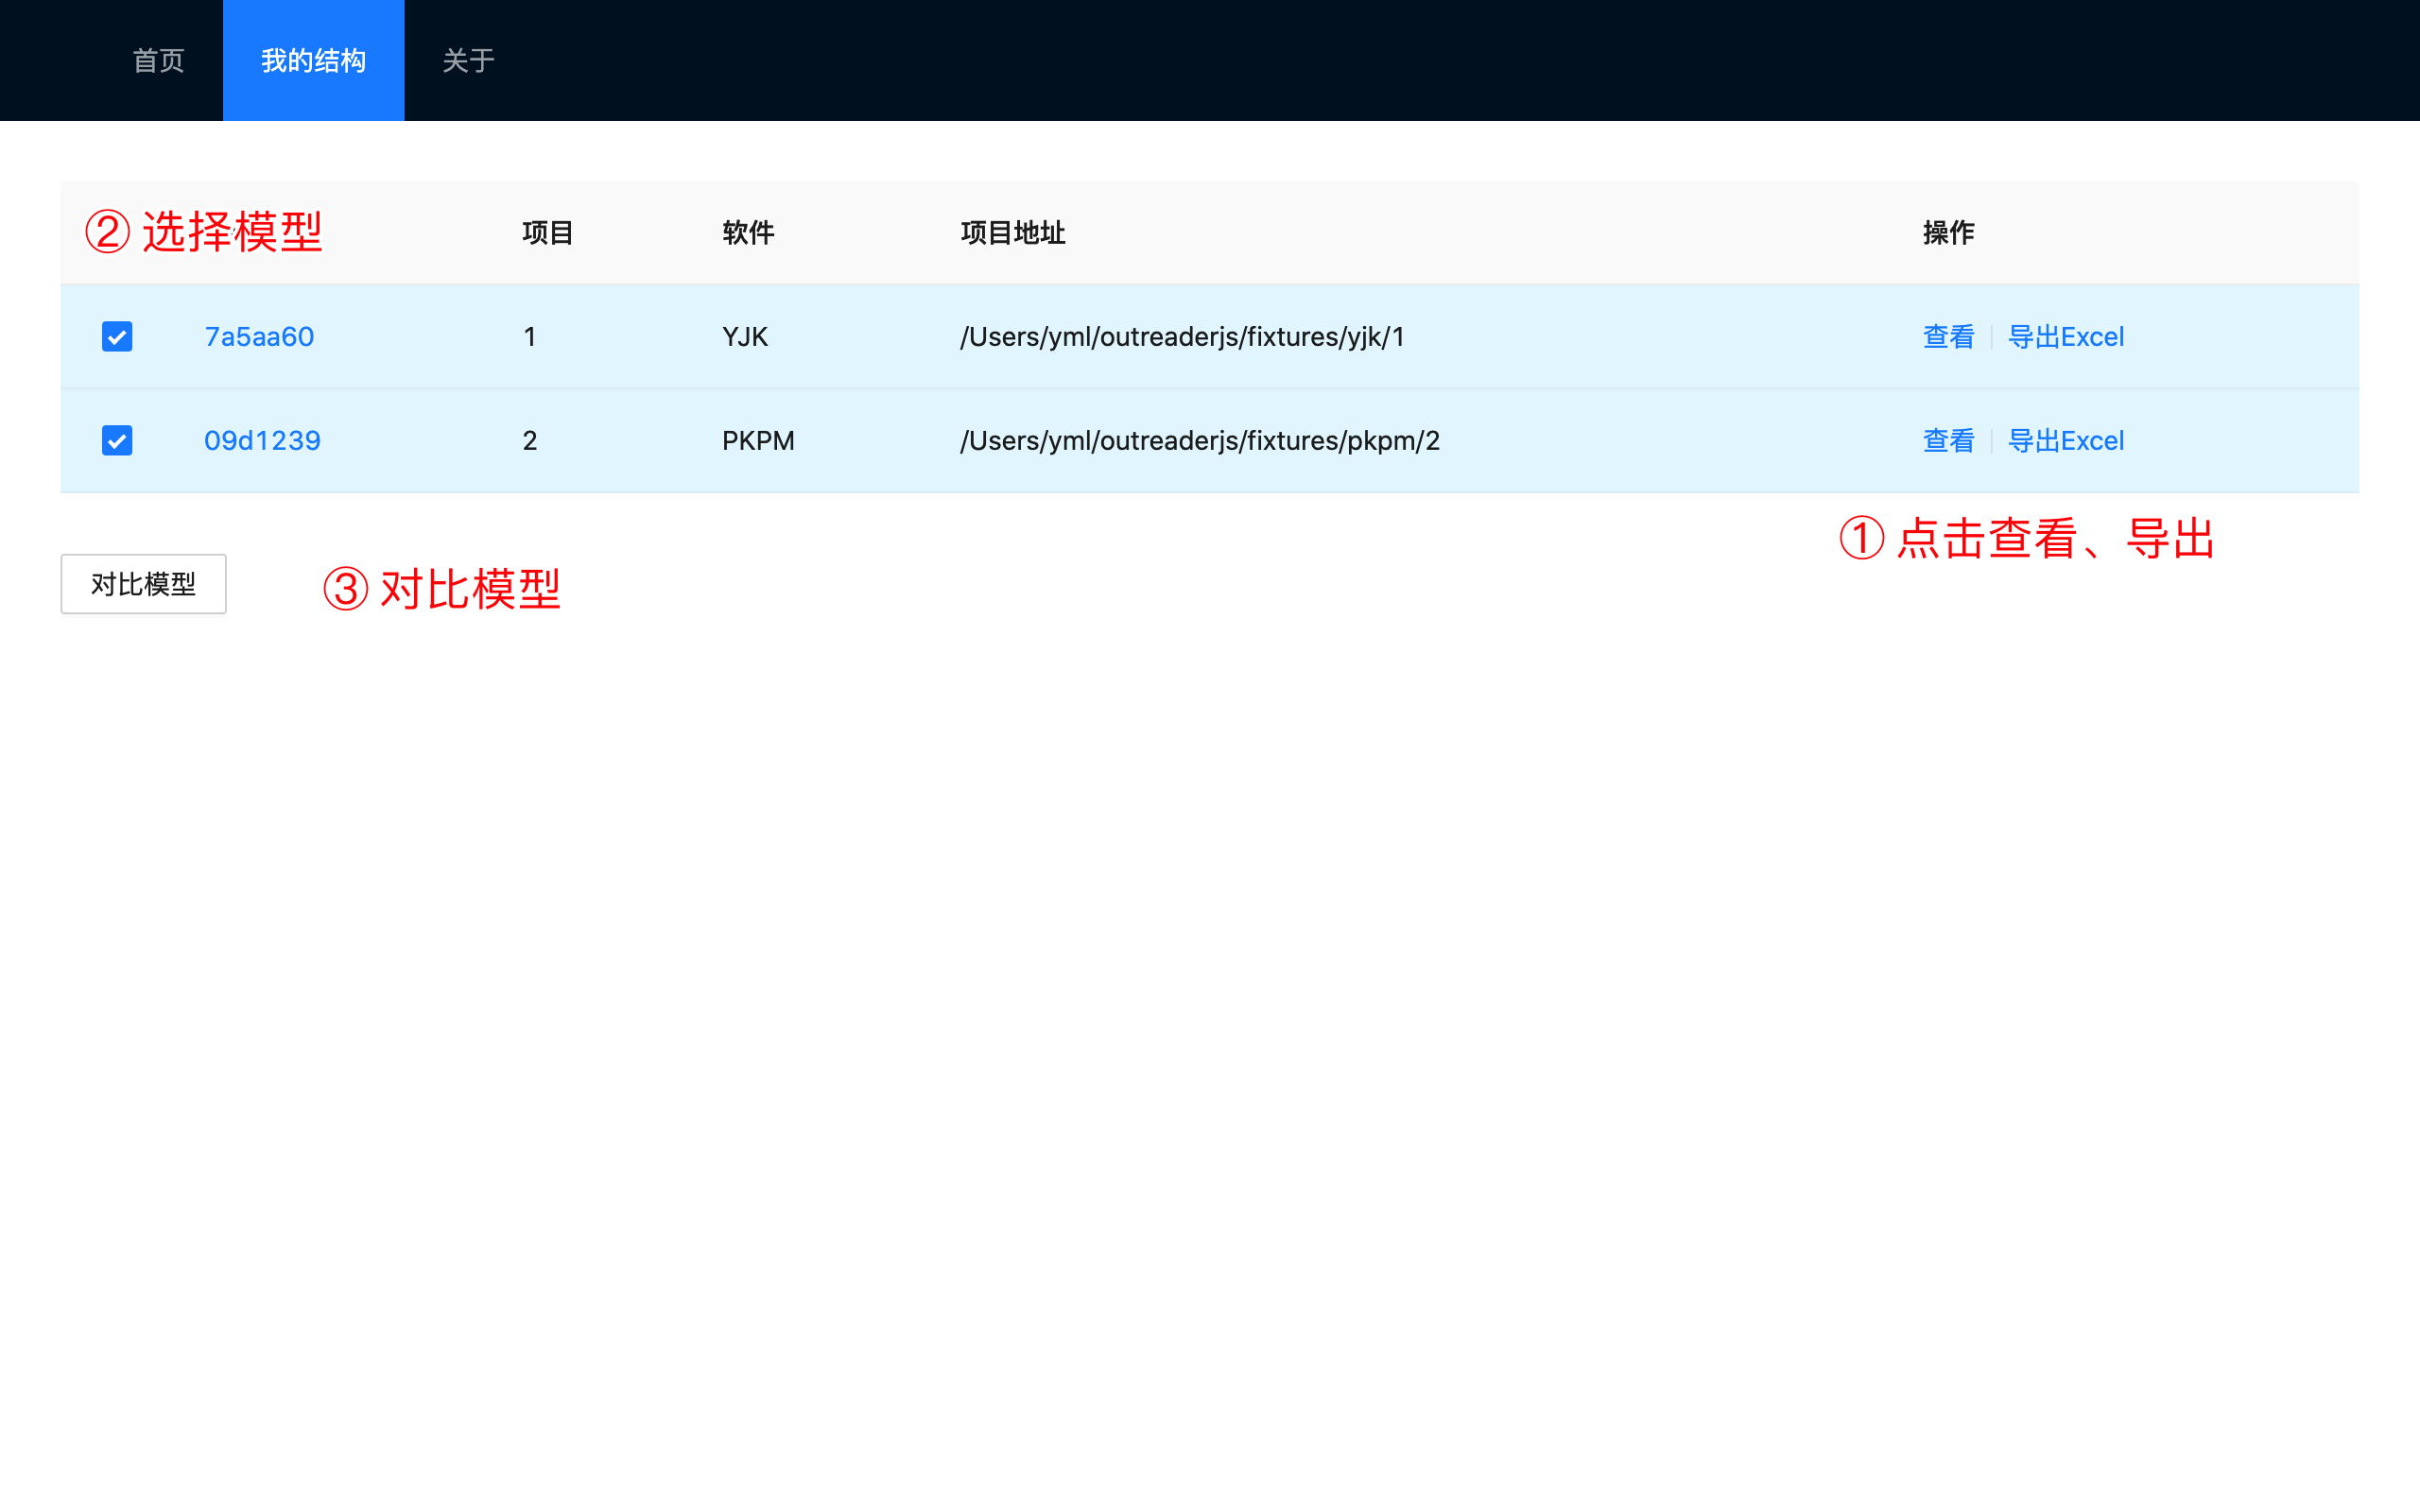 首页 我的结构 关于
② 选择模型 项目 软件 项目地址 操作
7a5aa60 1 YJK /Users/yml/outreaderjs/fixtures/yjk/1 查看 导出Excel
09d1239 2 PKPM /Users/yml/outreaderjs/fixtures/pkpm/2 查看 导出Excel
① 点击查看、导出
对比模型 ③ 对比模型